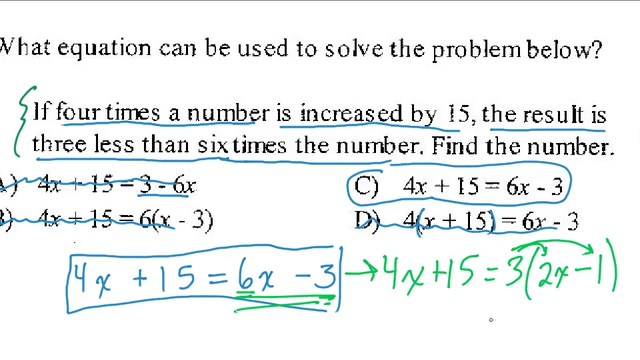 What equation can be used to solve the problem below?
If four times a number is increased by 15, the result is
three less than six times the number. Find the number.
A) 4x + 15 = 3 - 6x
C) 4x + 15 = 6x - 3
B) 4x + 15 = 6(x - 3)
D) 4(x + 15) = 6x - 3
4x + 15 = 6x - 3 → 4x + 15 = 3(2x - 1)